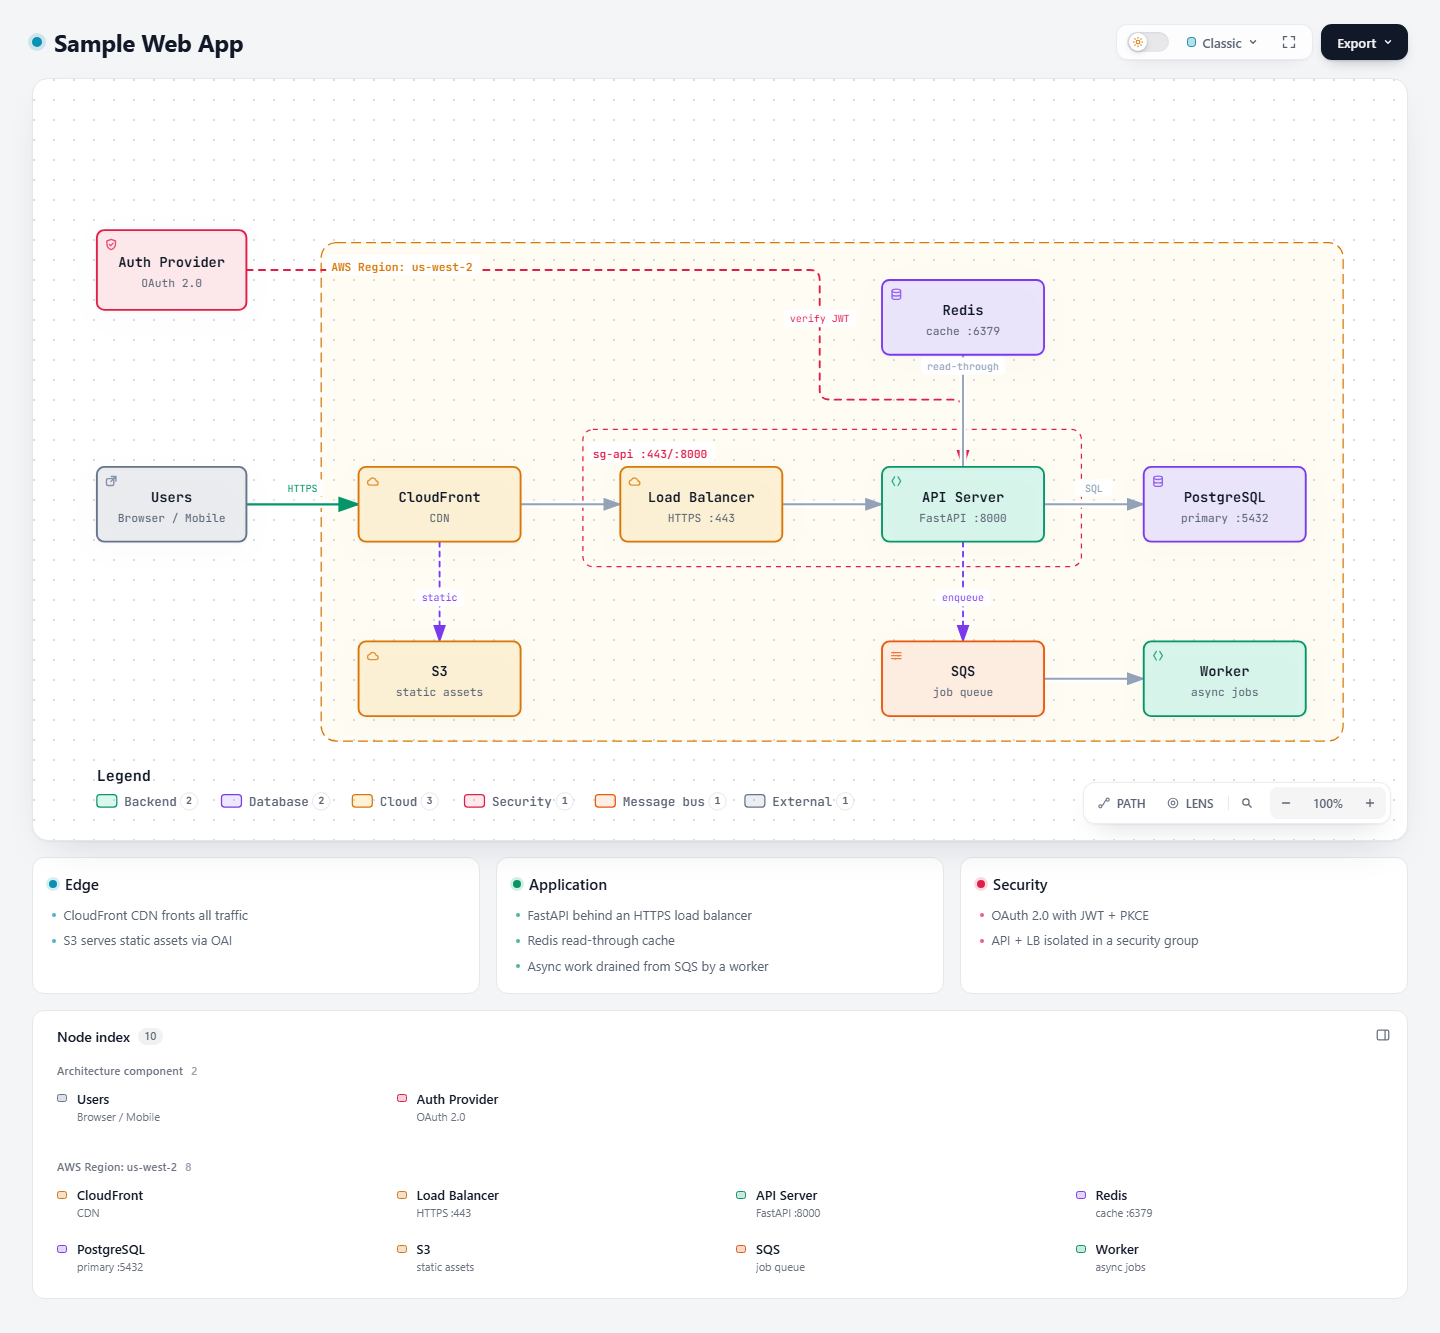 Sample Web App
Classic
Export
Auth Provider
OAuth 2.0
AWS Region: us-west-2
verify JWT
Redis
cache :6379
read-through
sg-api :443/:8000
Users
Browser / Mobile
HTTPS
CloudFront
CDN
Load Balancer
HTTPS :443
API Server
FastAPI :8000
SQL
PostgreSQL
primary :5432
static
enqueue
S3
static assets
SQS
job queue
Worker
async jobs
Legend
Backend 2
Database 2
Cloud 3
Security 1
Message bus 1
External 1
PATH
LENS
− 100% +
Edge
CloudFront CDN fronts all traffic
S3 serves static assets via OAI
Application
FastAPI behind an HTTPS load balancer
Redis read-through cache
Async work drained from SQS by a worker
Security
OAuth 2.0 with JWT + PKCE
API + LB isolated in a security group
Node index 10
Architecture component 2
Users
Browser / Mobile
Auth Provider
OAuth 2.0
AWS Region: us-west-2 8
CloudFront
CDN
Load Balancer
HTTPS :443
API Server
FastAPI :8000
Redis
cache :6379
PostgreSQL
primary :5432
S3
static assets
SQS
job queue
Worker
async jobs